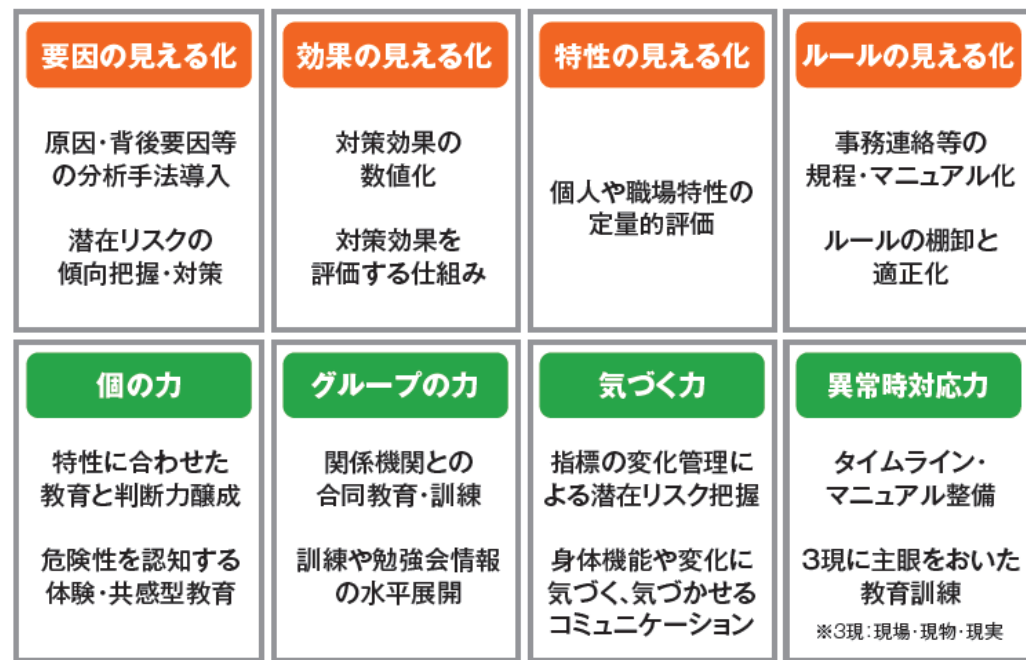 要因の見える化
原因・背後要因等
の分析手法導入
潜在リスクの
傾向把握・対策
効果の見える化
対策効果の
数値化
対策効果を
評価する仕組み
特性の見える化
個人や職場特性の
定量的評価
ルールの見える化
事務連絡等の
規程・マニュアル化
ルールの棚卸と
適正化
個の力
特性に合わせた
教育と判断力醸成
危険性を認知する
体験・共感型教育
グループの力
関係機関との
合同教育・訓練
訓練や勉強会情報
の水平展開
気づく力
指標の変化管理に
よる潜在リスク把握
身体機能や変化に
気づく、気づかせる
コミュニケーション
異常時対応力
タイムライン・
マニュアル整備
3現に主眼をおいた
教育訓練
※3現:現場・現物・現実